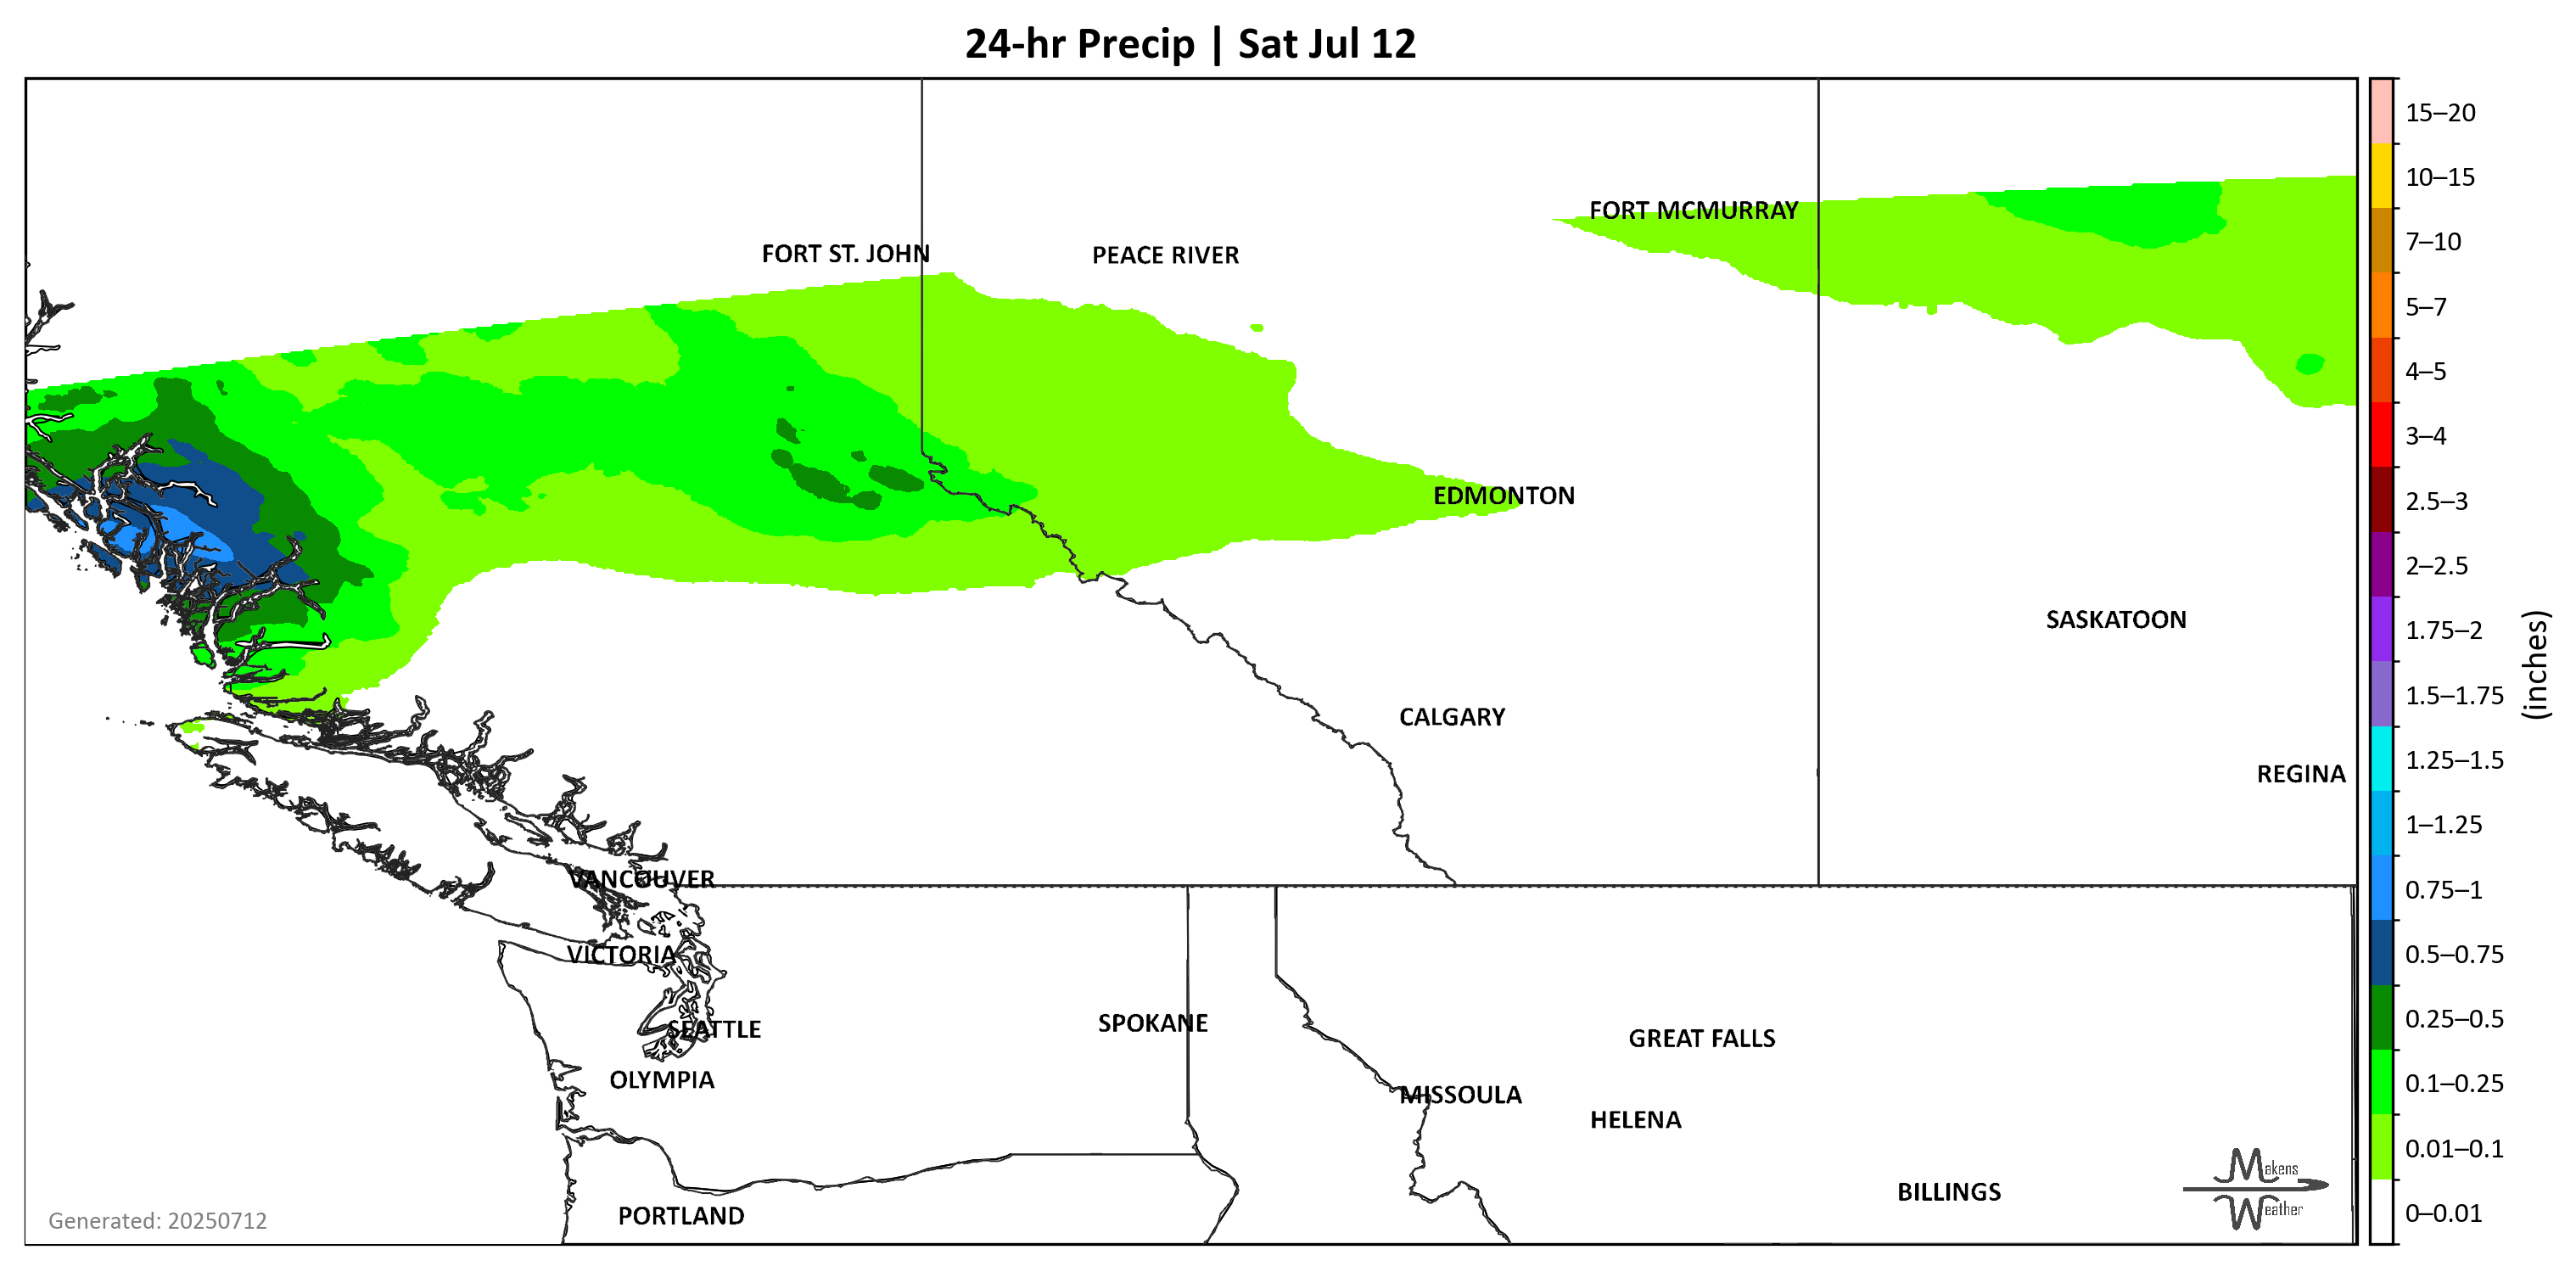 24-hr Precip | Sat Jul 12
15–20
10–15
FORT MCMURRAY
7–10
FORT ST. JOHN
PEACE RIVER
5–7
4–5
3–4
EDMONTON
2.5–3
2–2.5
SASKATOON
1.75–2
(inches)
1.5–1.75
CALGARY
1.25–1.5
REGINA
1–1.25
VANCOUVER
0.75–1
VICTORIA
0.5–0.75
SEATTLE
SPOKANE
GREAT FALLS
0.25–0.5
OLYMPIA
MISSOULA
0.1–0.25
HELENA
0.01–0.1
Makens
Weather
BILLINGS
PORTLAND
Generated: 20250712
0–0.01